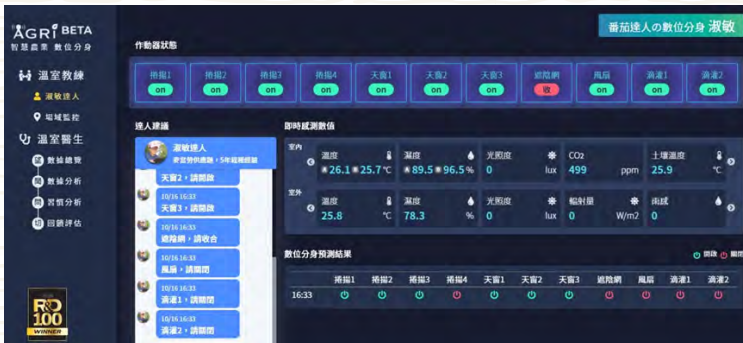 AGRi BETA
智慧農業 數位分身
溫室教練
淑敏達人
場域監控
溫室醫生
望 數據總覽
聞 數據分析
問 習慣分析
切 回饋評估
R&D
100
WINNER
番茄達人の數位分身 淑敏
作動器狀態
捲揚1 捲揚2 捲揚3 捲揚4 天窗1 天窗2 天窗3 遮陰網 風扇 滴灌1 滴灌2
on on on on on on on 收 on on on
達人建議
淑敏達人
天窗2,請開啟
10/16 16:33
天窗3,請開啟
10/16 16:33
遮陰網,請收合
10/16 16:33
風扇,請關閉
10/16 16:33
滴灌1,請關閉
10/16 16:33
滴灌2,請關閉
即時感測數值
室內
溫度 濕度 光照度 CO2 土壤溫度
26.1 25.7 ℃ 89.5 96.5 % 0 lux 499 ppm 25.9 ℃
室外
溫度 濕度 光照度 輻射量 雨感
25.8 ℃ 78.3 % 0 lux 0 W/m2 0
數位分身預測結果
開啟 關閉
捲揚1 捲揚2 捲揚3 捲揚4 天窗1 天窗2 天窗3 遮陰網 風扇 滴灌1 滴灌2
16:33